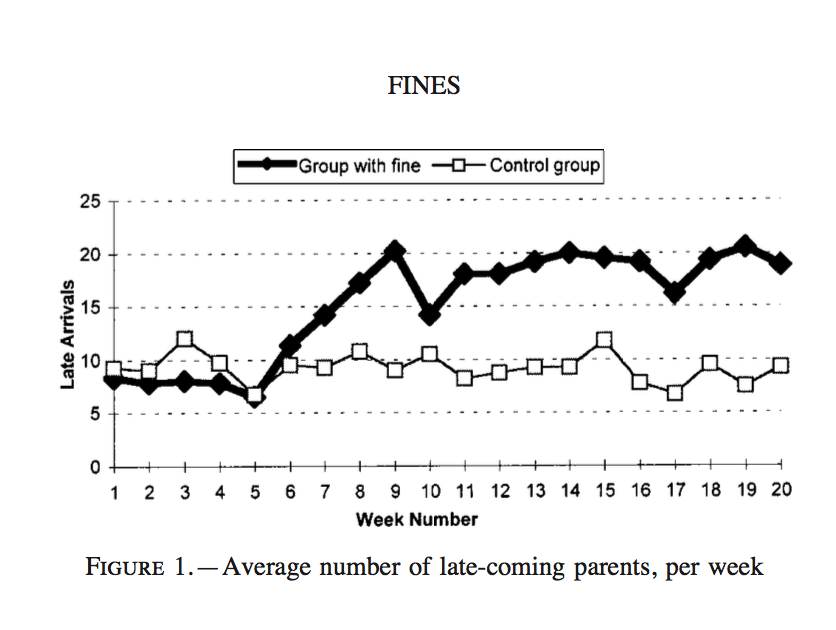 FINES
Group with fine Control group
25
20
15
10
5
0
Late Arrivals
1 2 3 4 5 6 7 8 9 10 11 12 13 14 15 16 17 18 19 20
Week Number
FIGURE 1.—Average number of late-coming parents, per week